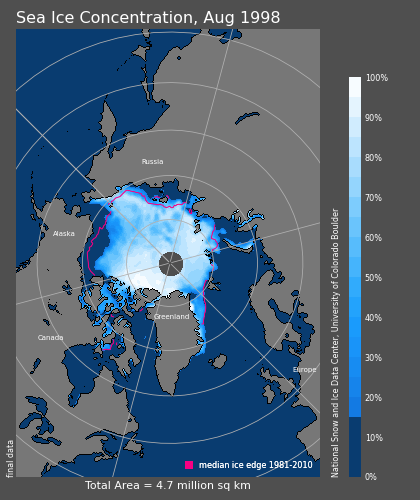 Sea Ice Concentration, Aug 1998
Russia
Alaska
Greenland
Canada
Europe
median ice edge 1981-2010
final data
Total Area = 4.7 million sq km
National Snow and Ice Data Center, University of Colorado Boulder
100%
90%
80%
70%
60%
50%
40%
30%
20%
10%
0%